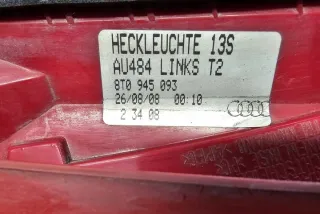 HECKLEUCHTE 13S
AU484 LINKS T2
8T0 945 093
26/08/08 00:10
2 34 08